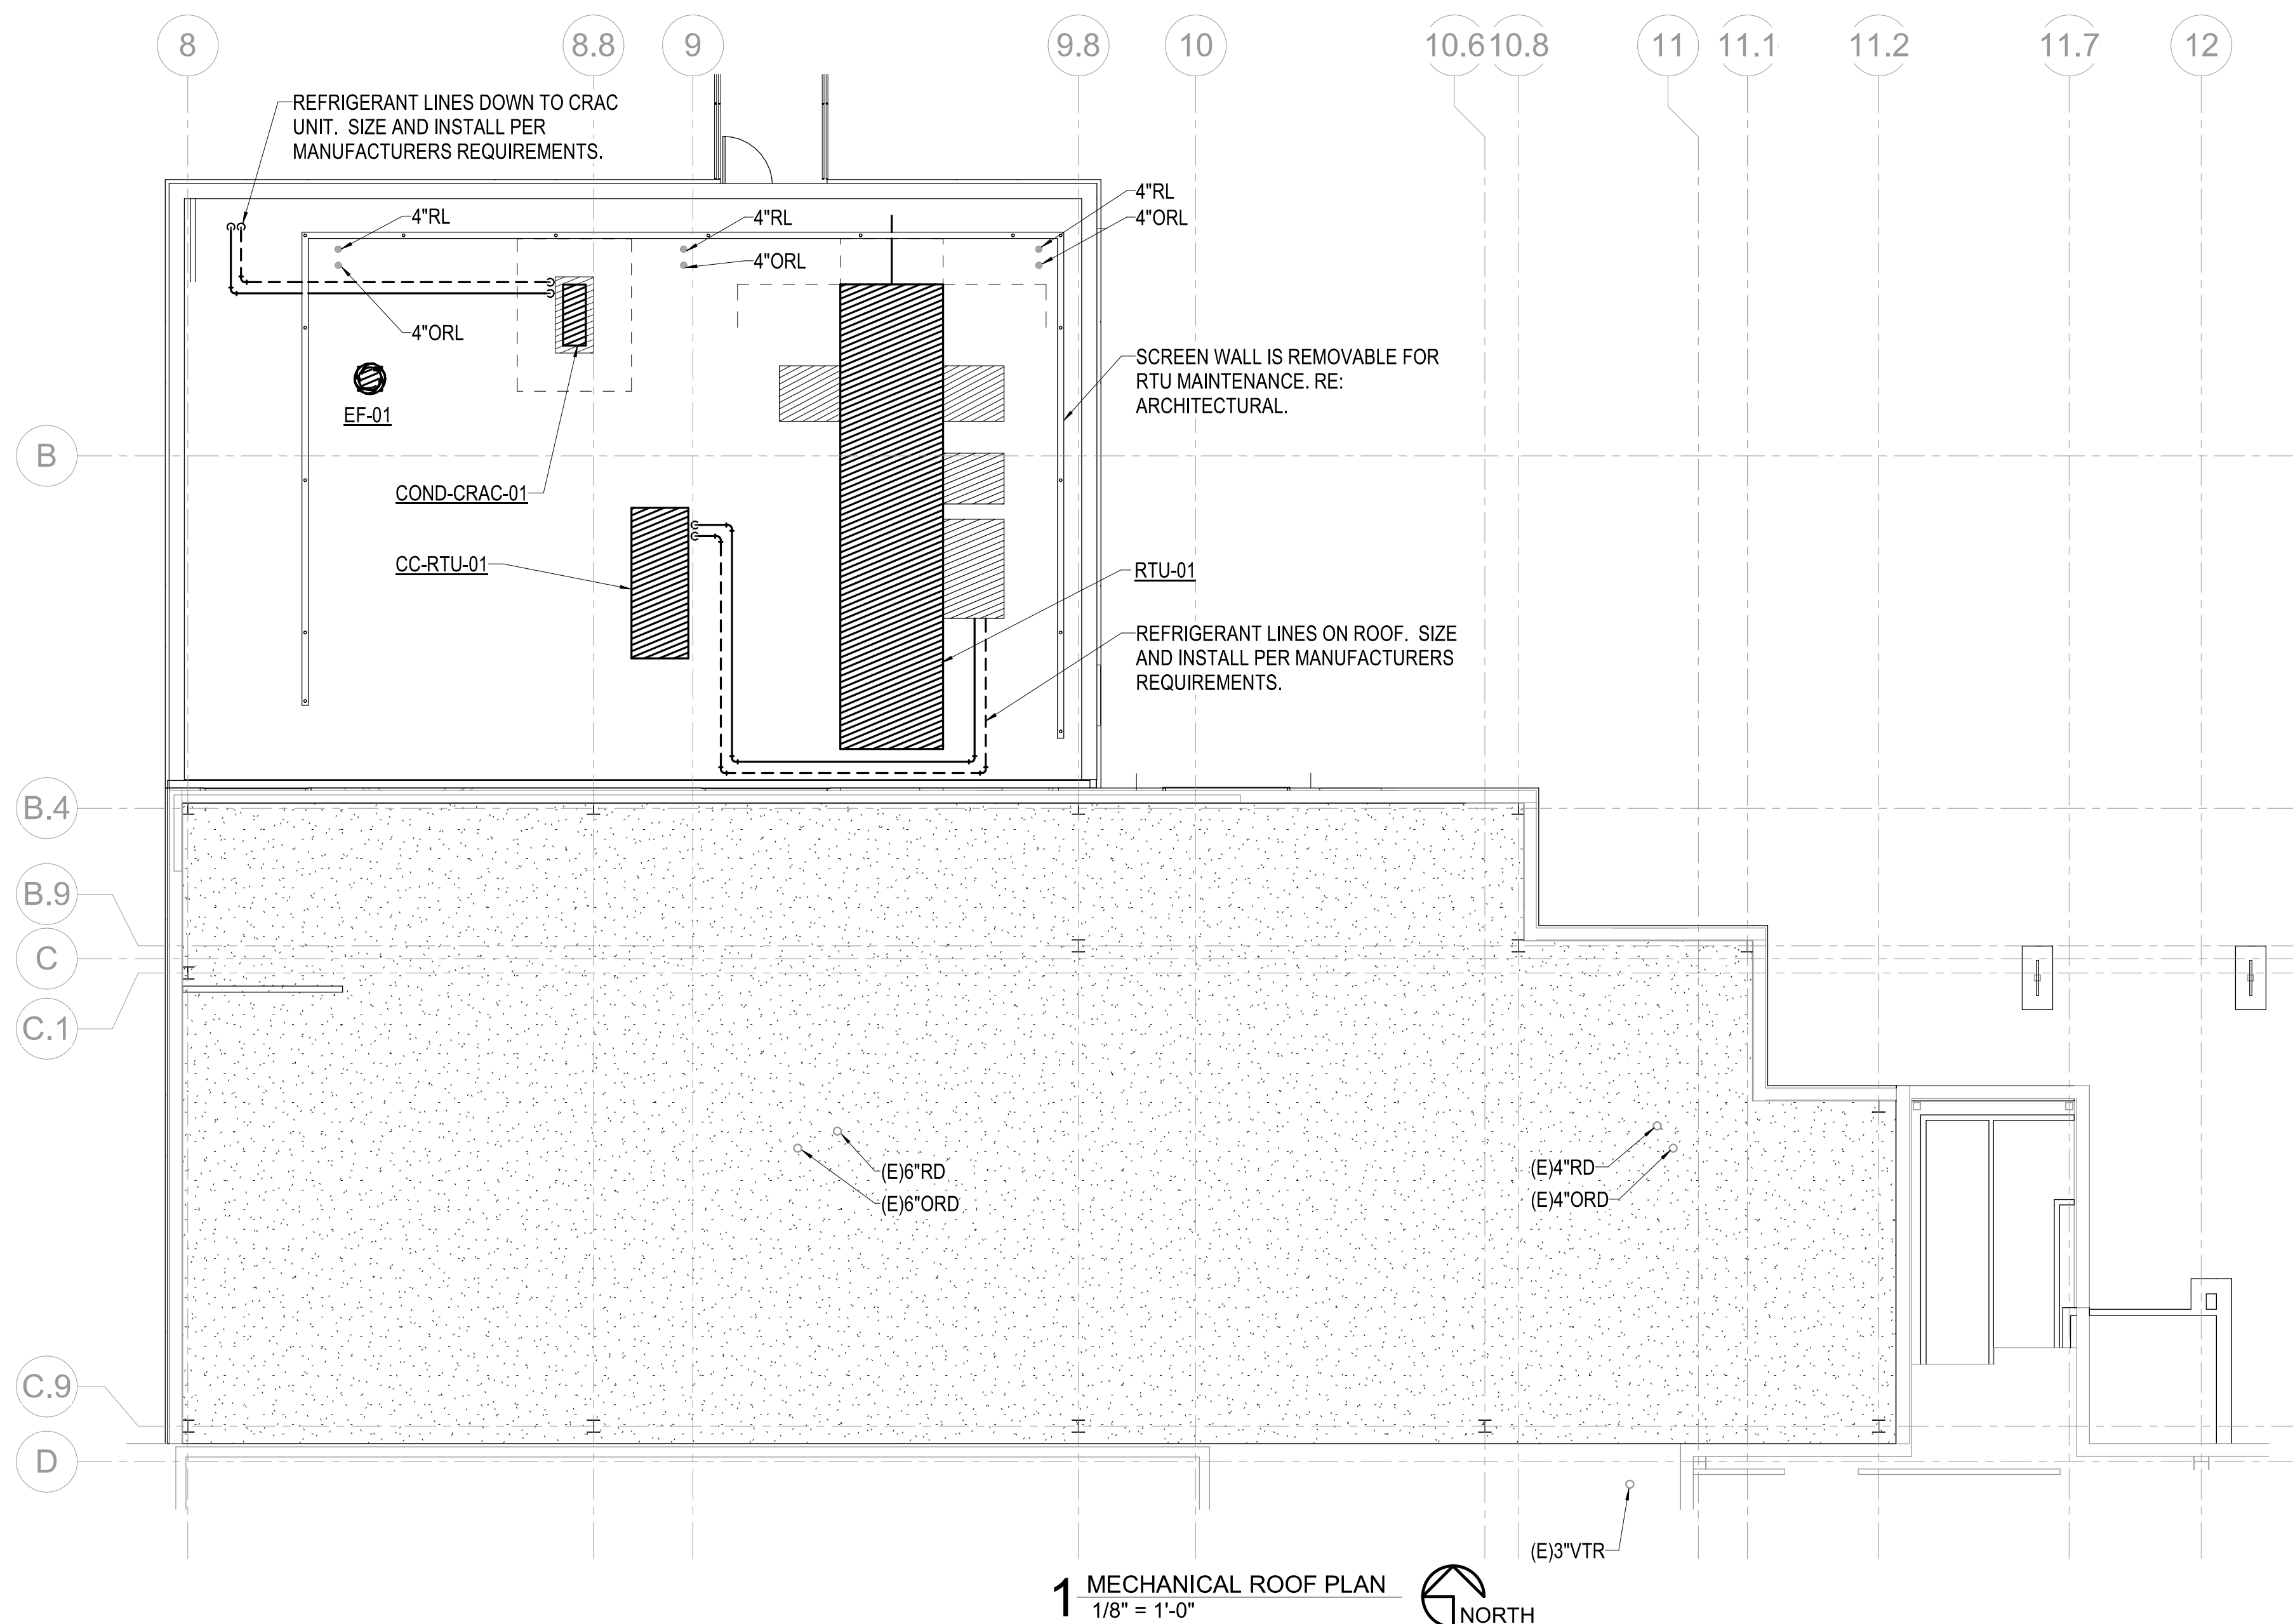 8
8.8
9
9.8
10
10.6
10.8
11
11.1
11.2
11.7
12
REFRIGERANT LINES DOWN TO CRAC
UNIT. SIZE AND INSTALL PER
MANUFACTURERS REQUIREMENTS.
4"RL
4"ORL
4"RL
4"ORL
4"RL
4"ORL
SCREEN WALL IS REMOVABLE FOR
RTU MAINTENANCE. RE:
ARCHITECTURAL.
EF-01
B
COND-CRAC-01
CC-RTU-01
RTU-01
REFRIGERANT LINES ON ROOF. SIZE
AND INSTALL PER MANUFACTURERS
REQUIREMENTS.
B.4
B.9
C
C.1
(E)6"RD
(E)6"ORD
(E)4"RD
(E)4"ORD
C.9
D
(E)3"VTR
1 MECHANICAL ROOF PLAN
1/8" = 1'-0"
NORTH